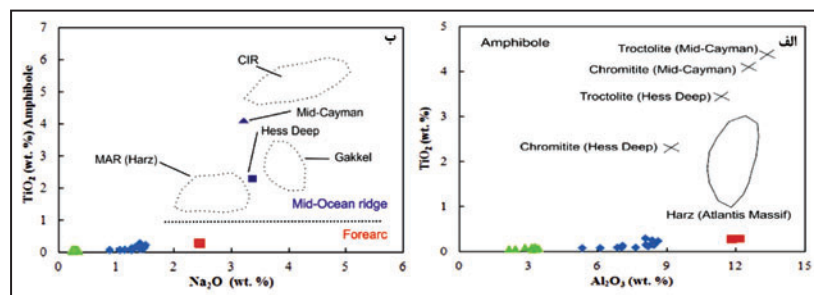 ب
TiO₂ (wt. %) Amphibole
7
6
5
4
3
2
1
0
CIR
Mid-Cayman
Hess Deep
MAR (Harz)
Gakkel
Mid-Ocean ridge
Forearc
0 1 2 3 4 5 6
Na₂O (wt. %)
الف
Amphibole
TiO₂ (wt. %)
5
4
3
2
1
0
Troctolite (Mid-Cayman)
Chromitite (Mid-Cayman)
Troctolite (Hess Deep)
Chromitite (Hess Deep)
Harz (Atlantis Massif)
0 3 6 9 12 15
Al₂O₃ (wt. %)